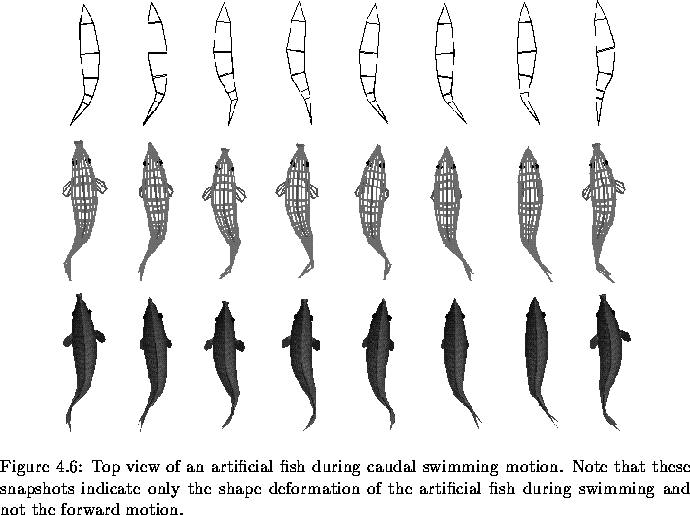 Figure 4.6: Top view of an artificial fish during caudal swimming motion. Note that these
snapshots indicate only the shape deformation of the artificial fish during swimming and
not the forward motion.